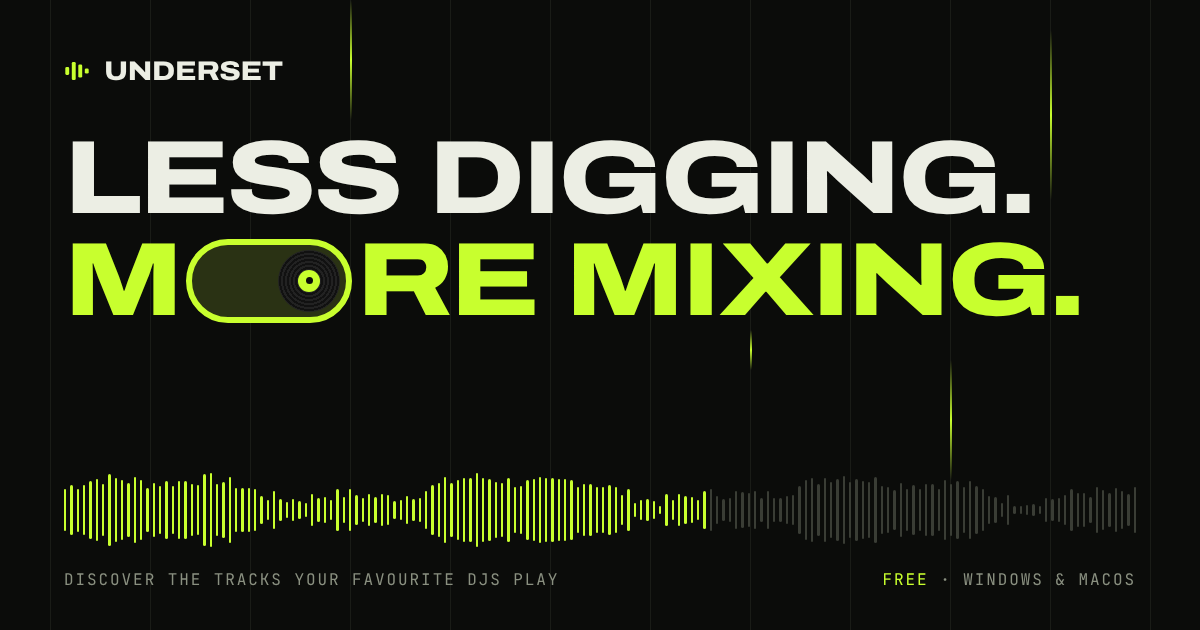 UNDERSET
LESS DIGGING.
MORE MIXING.
DISCOVER THE TRACKS YOUR FAVOURITE DJS PLAY
FREE · WINDOWS & MACOS